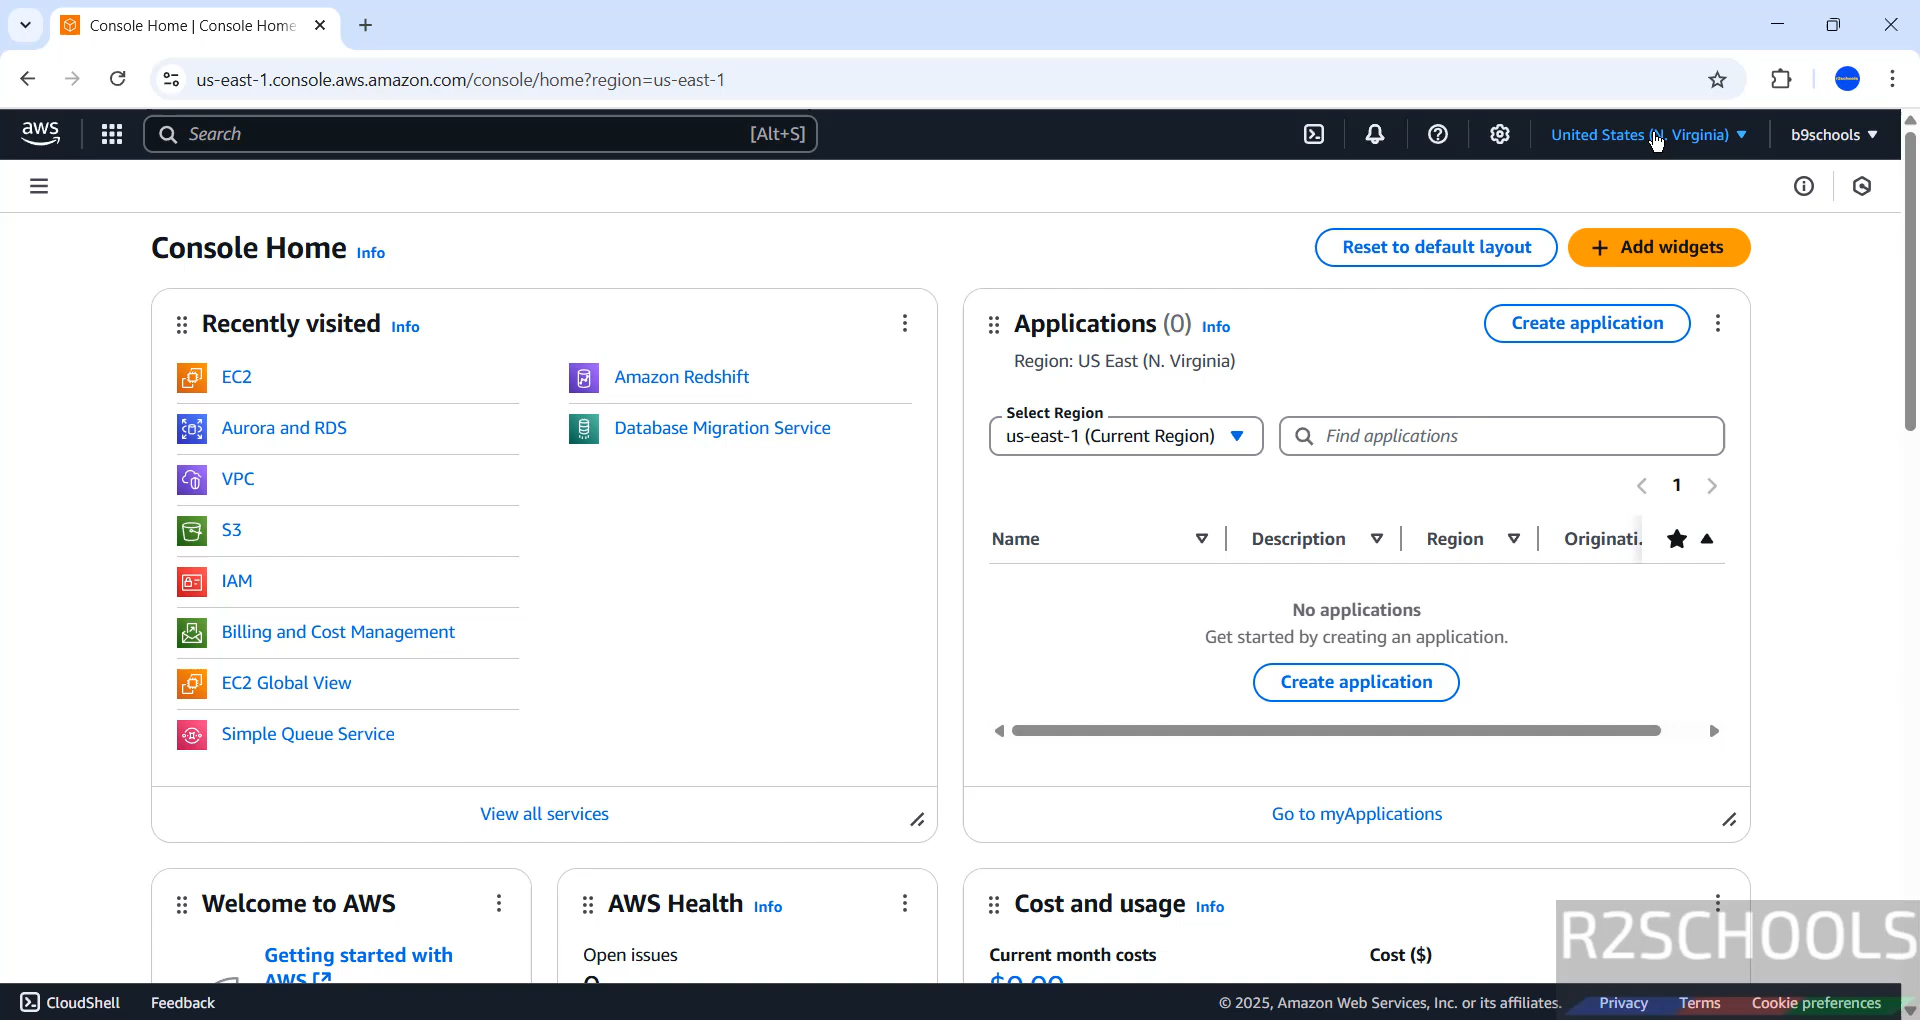 Console Home | Console Home
us-east-1.console.aws.amazon.com/console/home?region=us-east-1
aws
Search [Alt+S]
United States (N. Virginia)
b9schools
Console Home Info
Reset to default layout
+ Add widgets
Recently visited Info
EC2
Aurora and RDS
VPC
S3
IAM
Billing and Cost Management
EC2 Global View
Simple Queue Service
Amazon Redshift
Database Migration Service
View all services
Applications (0) Info
Create application
Region: US East (N. Virginia)
Select Region
us-east-1 (Current Region)
Find applications
1
Name Description Region Originati.
No applications
Get started by creating an application.
Create application
Go to myApplications
Welcome to AWS
Getting started with
AWS
AWS Health Info
Open issues
0
Cost and usage Info
Current month costs
$0.00
Cost ($)
R2SCHOOLS
CloudShell
Feedback
© 2025, Amazon Web Services, Inc. or its affiliates.
Privacy
Terms
Cookie preferences